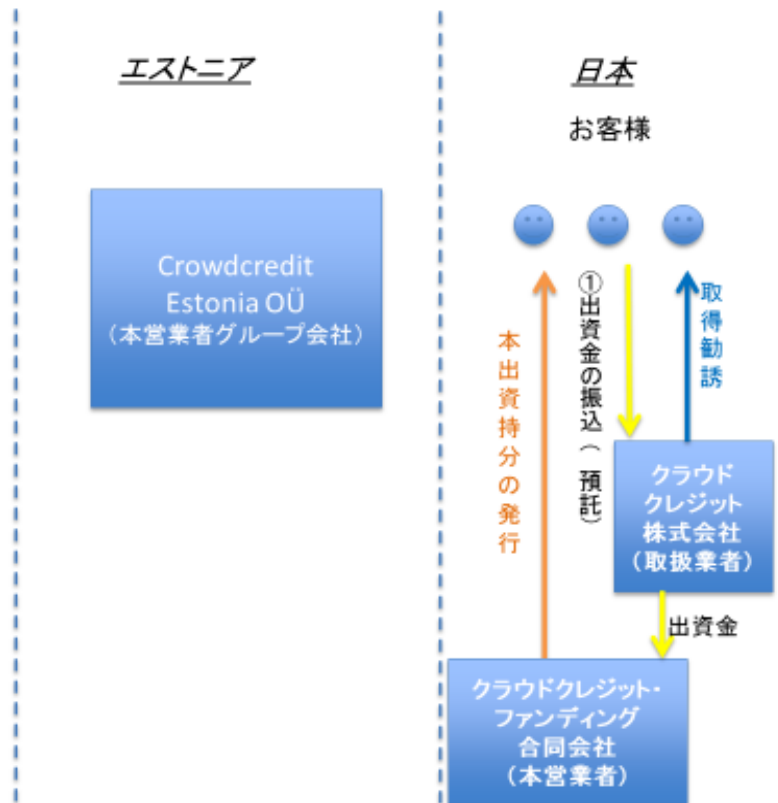 エストニア
Crowdcredit
Estonia OÜ
（本営業者グループ会社）
日本
お客様
本出資持分の発行
①出資金の振込（ 預託）
取得勧誘
クラウド
クレジット
株式会社
（取扱業者）
出資金
クラウドクレジット・
ファンディング
合同会社
（本営業者）